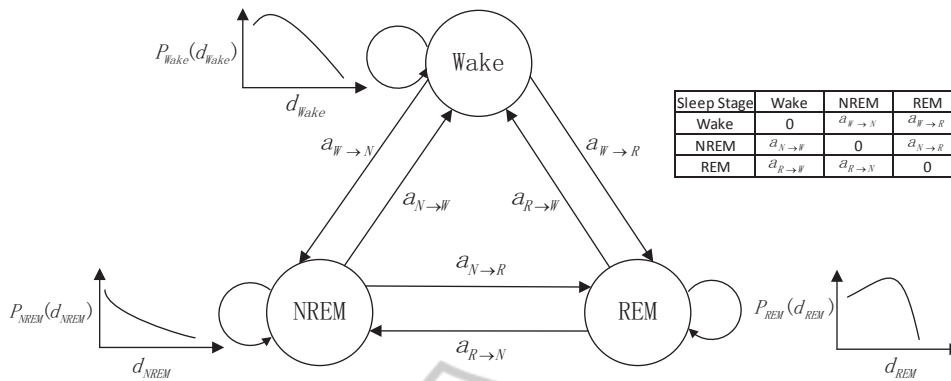 P_Wake(d_Wake)
d_Wake
Wake
Sleep Stage Wake NREM REM
Wake 0 a_W→N a_W→R
NREM a_N→W 0 a_N→R
REM a_R→W a_R→N 0
a_W→N
a_N→W
a_R→W
a_W→R
P_NREM(d_NREM)
d_NREM
NREM
a_N→R
a_R→N
REM
P_REM(d_REM)
d_REM